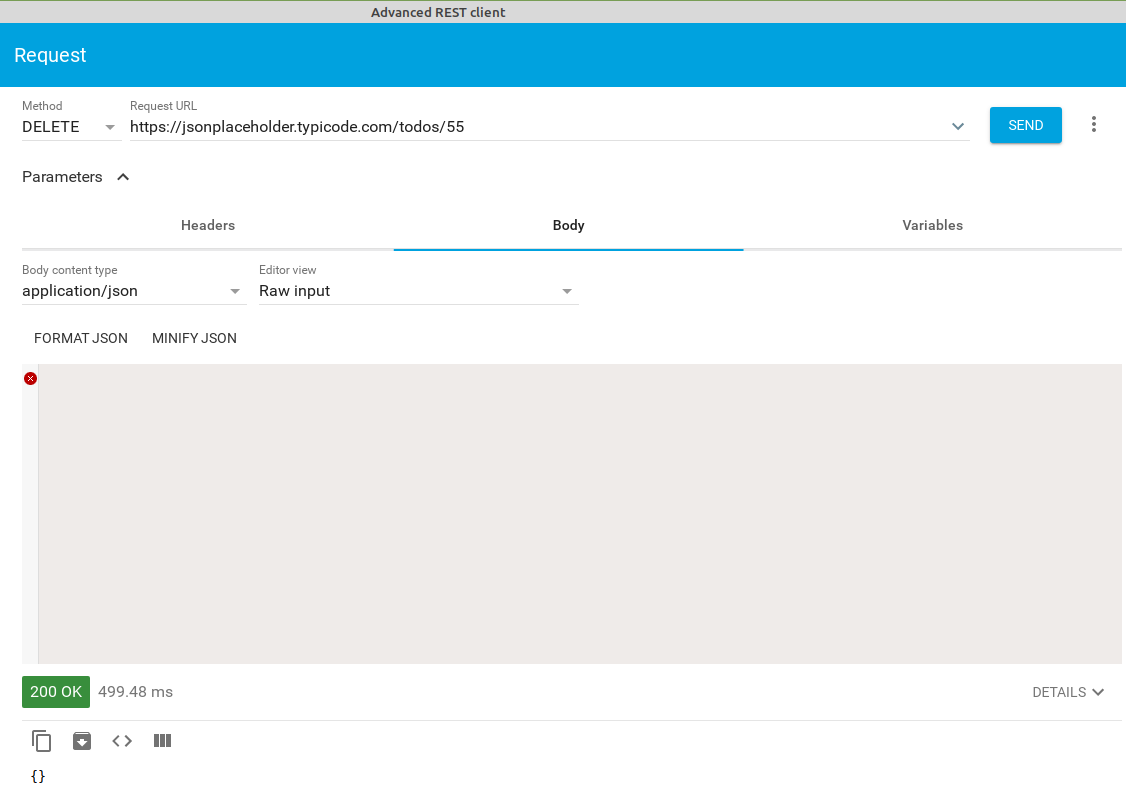 Advanced REST client
Request
Method
Request URL
DELETE
https://jsonplaceholder.typicode.com/todos/55
SEND
Parameters
Headers
Body
Variables
Body content type
Editor view
application/json
Raw input
FORMAT JSON
MINIFY JSON
200 OK
499.48 ms
DETAILS
{}